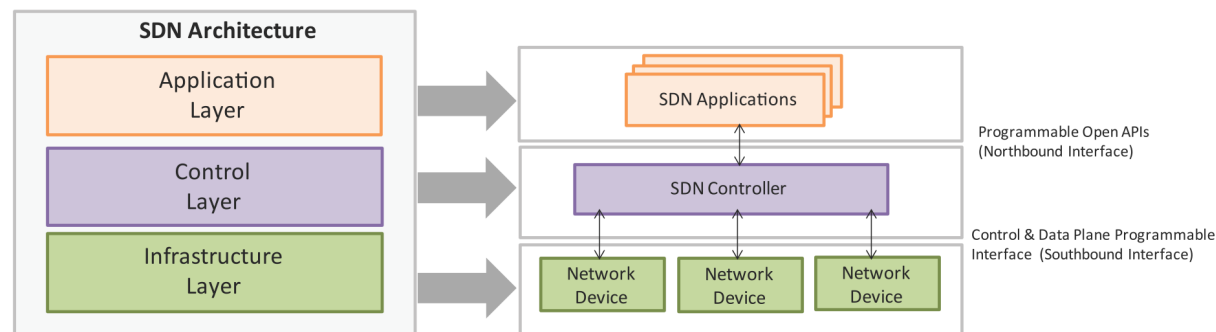 SDN Architecture
Application
Layer
Control
Layer
Infrastructure
Layer
SDN Applications
Programmable Open APIs
(Northbound Interface)
SDN Controller
Control & Data Plane Programmable
Interface (Southbound Interface)
Network
Device
Network
Device
Network
Device